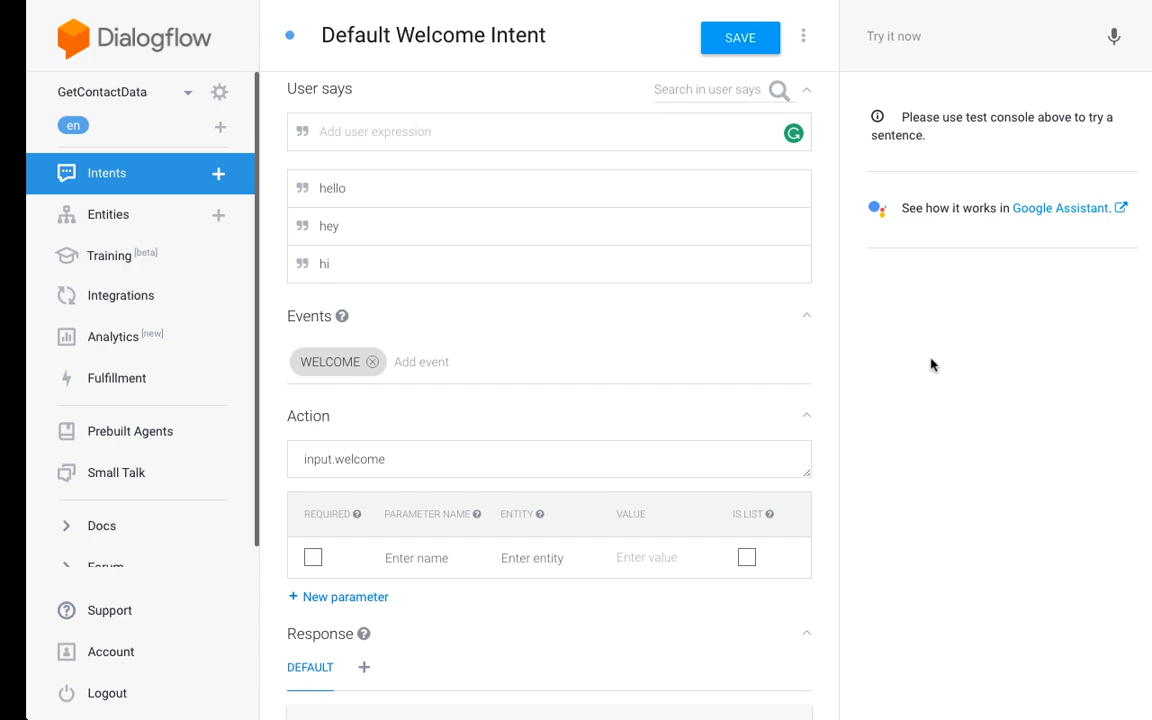 Dialogflow
GetContactData
en
Intents
Entities
Training [beta]
Integrations
Analytics [new]
Fulfillment
Prebuilt Agents
Small Talk
Docs
Forum
Support
Account
Logout
Default Welcome Intent
SAVE
User says
Search in user says
Add user expression
hello
hey
hi
Events
WELCOME Add event
Action
input.welcome
REQUIRED PARAMETER NAME ENTITY VALUE IS LIST
Enter name Enter entity Enter value
+ New parameter
Response
DEFAULT +
Try it now
Please use test console above to try a
sentence.
See how it works in Google Assistant.